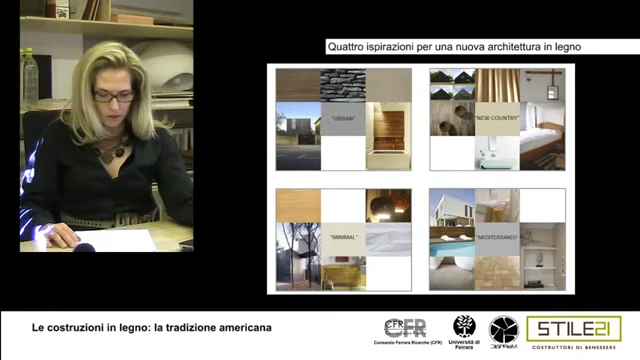 Quattro ispirazioni per una nuova architettura in legno
"URBAN"
"NEW COUNTRY"
"MINIMAL"
"MEDITERRANEO"
Le costruzioni in legno: la tradizione americana
CFR
CFR
Consorzio Ferrara Ricerche (CFR)
Università di
Ferrara
STILE21
COSTRUTTORI DI BENESSERE